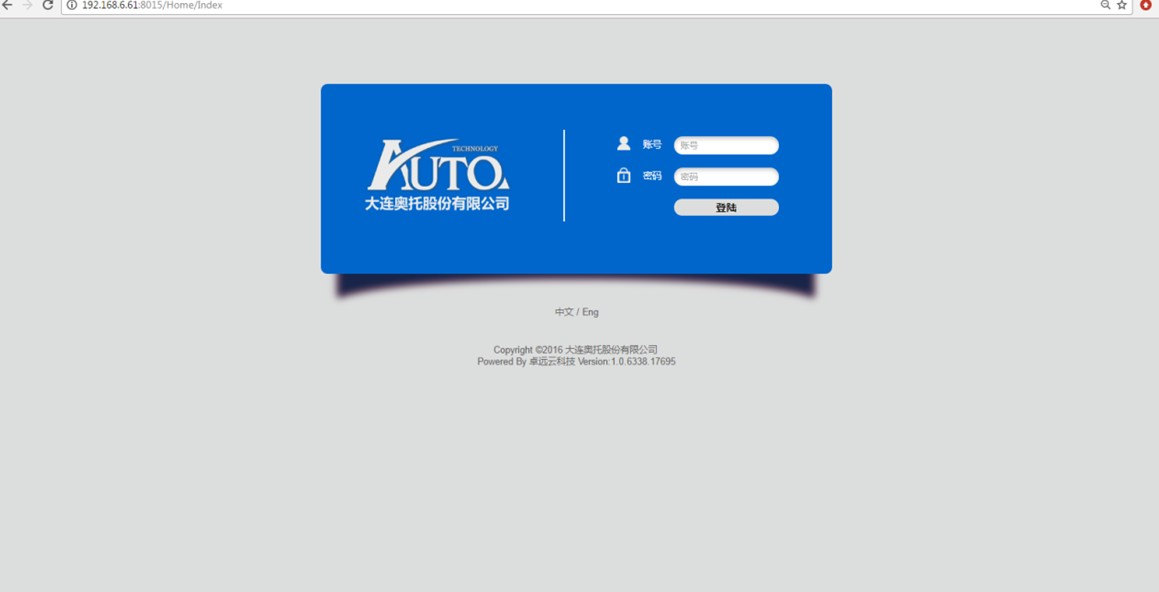 192.168.6.61:8015/Home/Index
TECHNOLOGY
AUTO
大连奥托股份有限公司
账号 账号
密码 密码
登陆
中文 / Eng
Copyright ©2016 大连奥托股份有限公司
Powered By 卓远云科技 Version:1.0.6338.17695